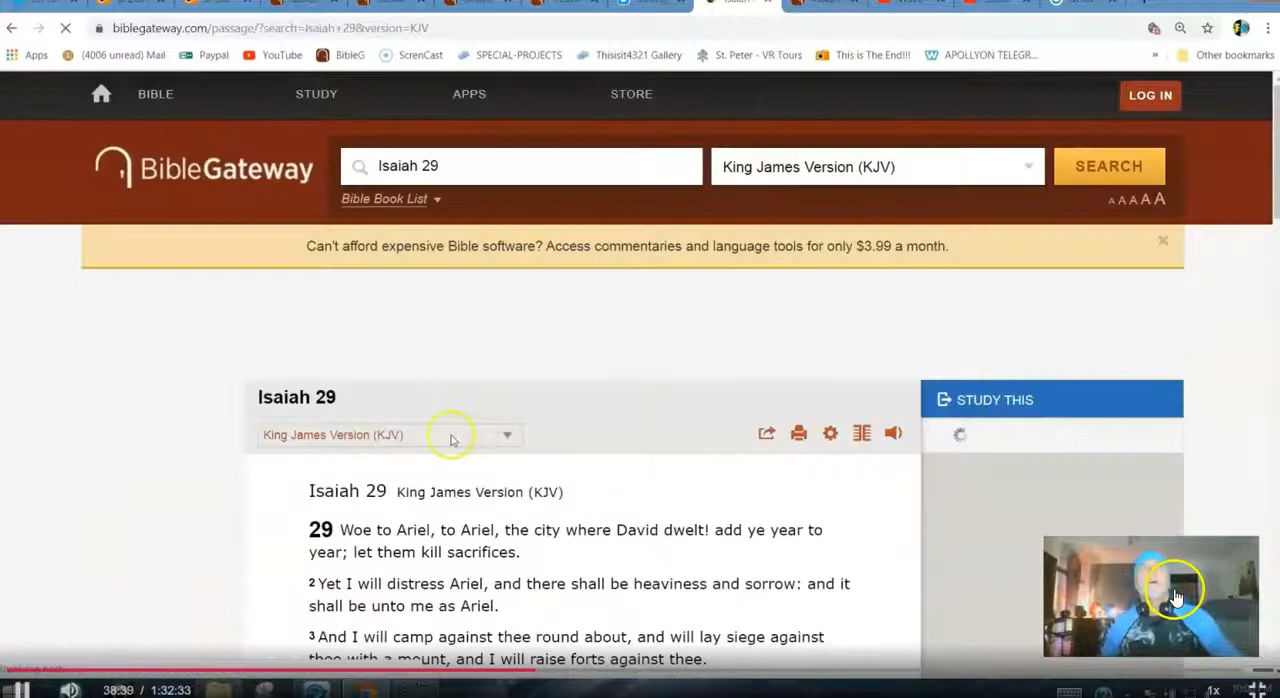 biblegateway.com/passage/?search=Isaiah+29&version=KJV
Apps (4006 unread) Mail Paypal YouTube BibleG ScrenCast SPECIAL-PROJECTS Thisisit4321 Gallery St. Peter - VR Tours This is The End!!! APOLLYON TELEGR... » Other bookmarks
BIBLE STUDY APPS STORE LOG IN
BibleGateway Isaiah 29 King James Version (KJV) SEARCH
Bible Book List A A A A A
Can't afford expensive Bible software? Access commentaries and language tools for only $3.99 a month.
Isaiah 29
STUDY THIS
King James Version (KJV)
Isaiah 29 King James Version (KJV)
29 Woe to Ariel, to Ariel, the city where David dwelt! add ye year to
year; let them kill sacrifices.
2 Yet I will distress Ariel, and there shall be heaviness and sorrow: and it
shall be unto me as Ariel.
3 And I will camp against thee round about, and will lay siege against
thee with a mount, and I will raise forts against thee.
38:39 / 1:32:33 1x